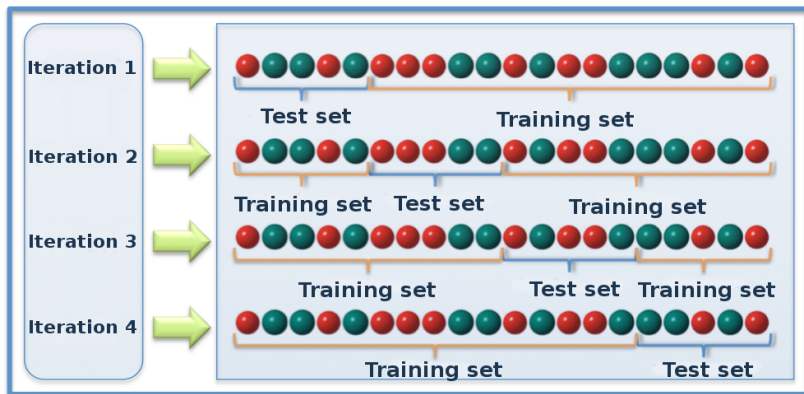 Iteration 1
Test set
Training set
Iteration 2
Training set
Test set
Training set
Iteration 3
Training set
Test set
Training set
Iteration 4
Training set
Test set